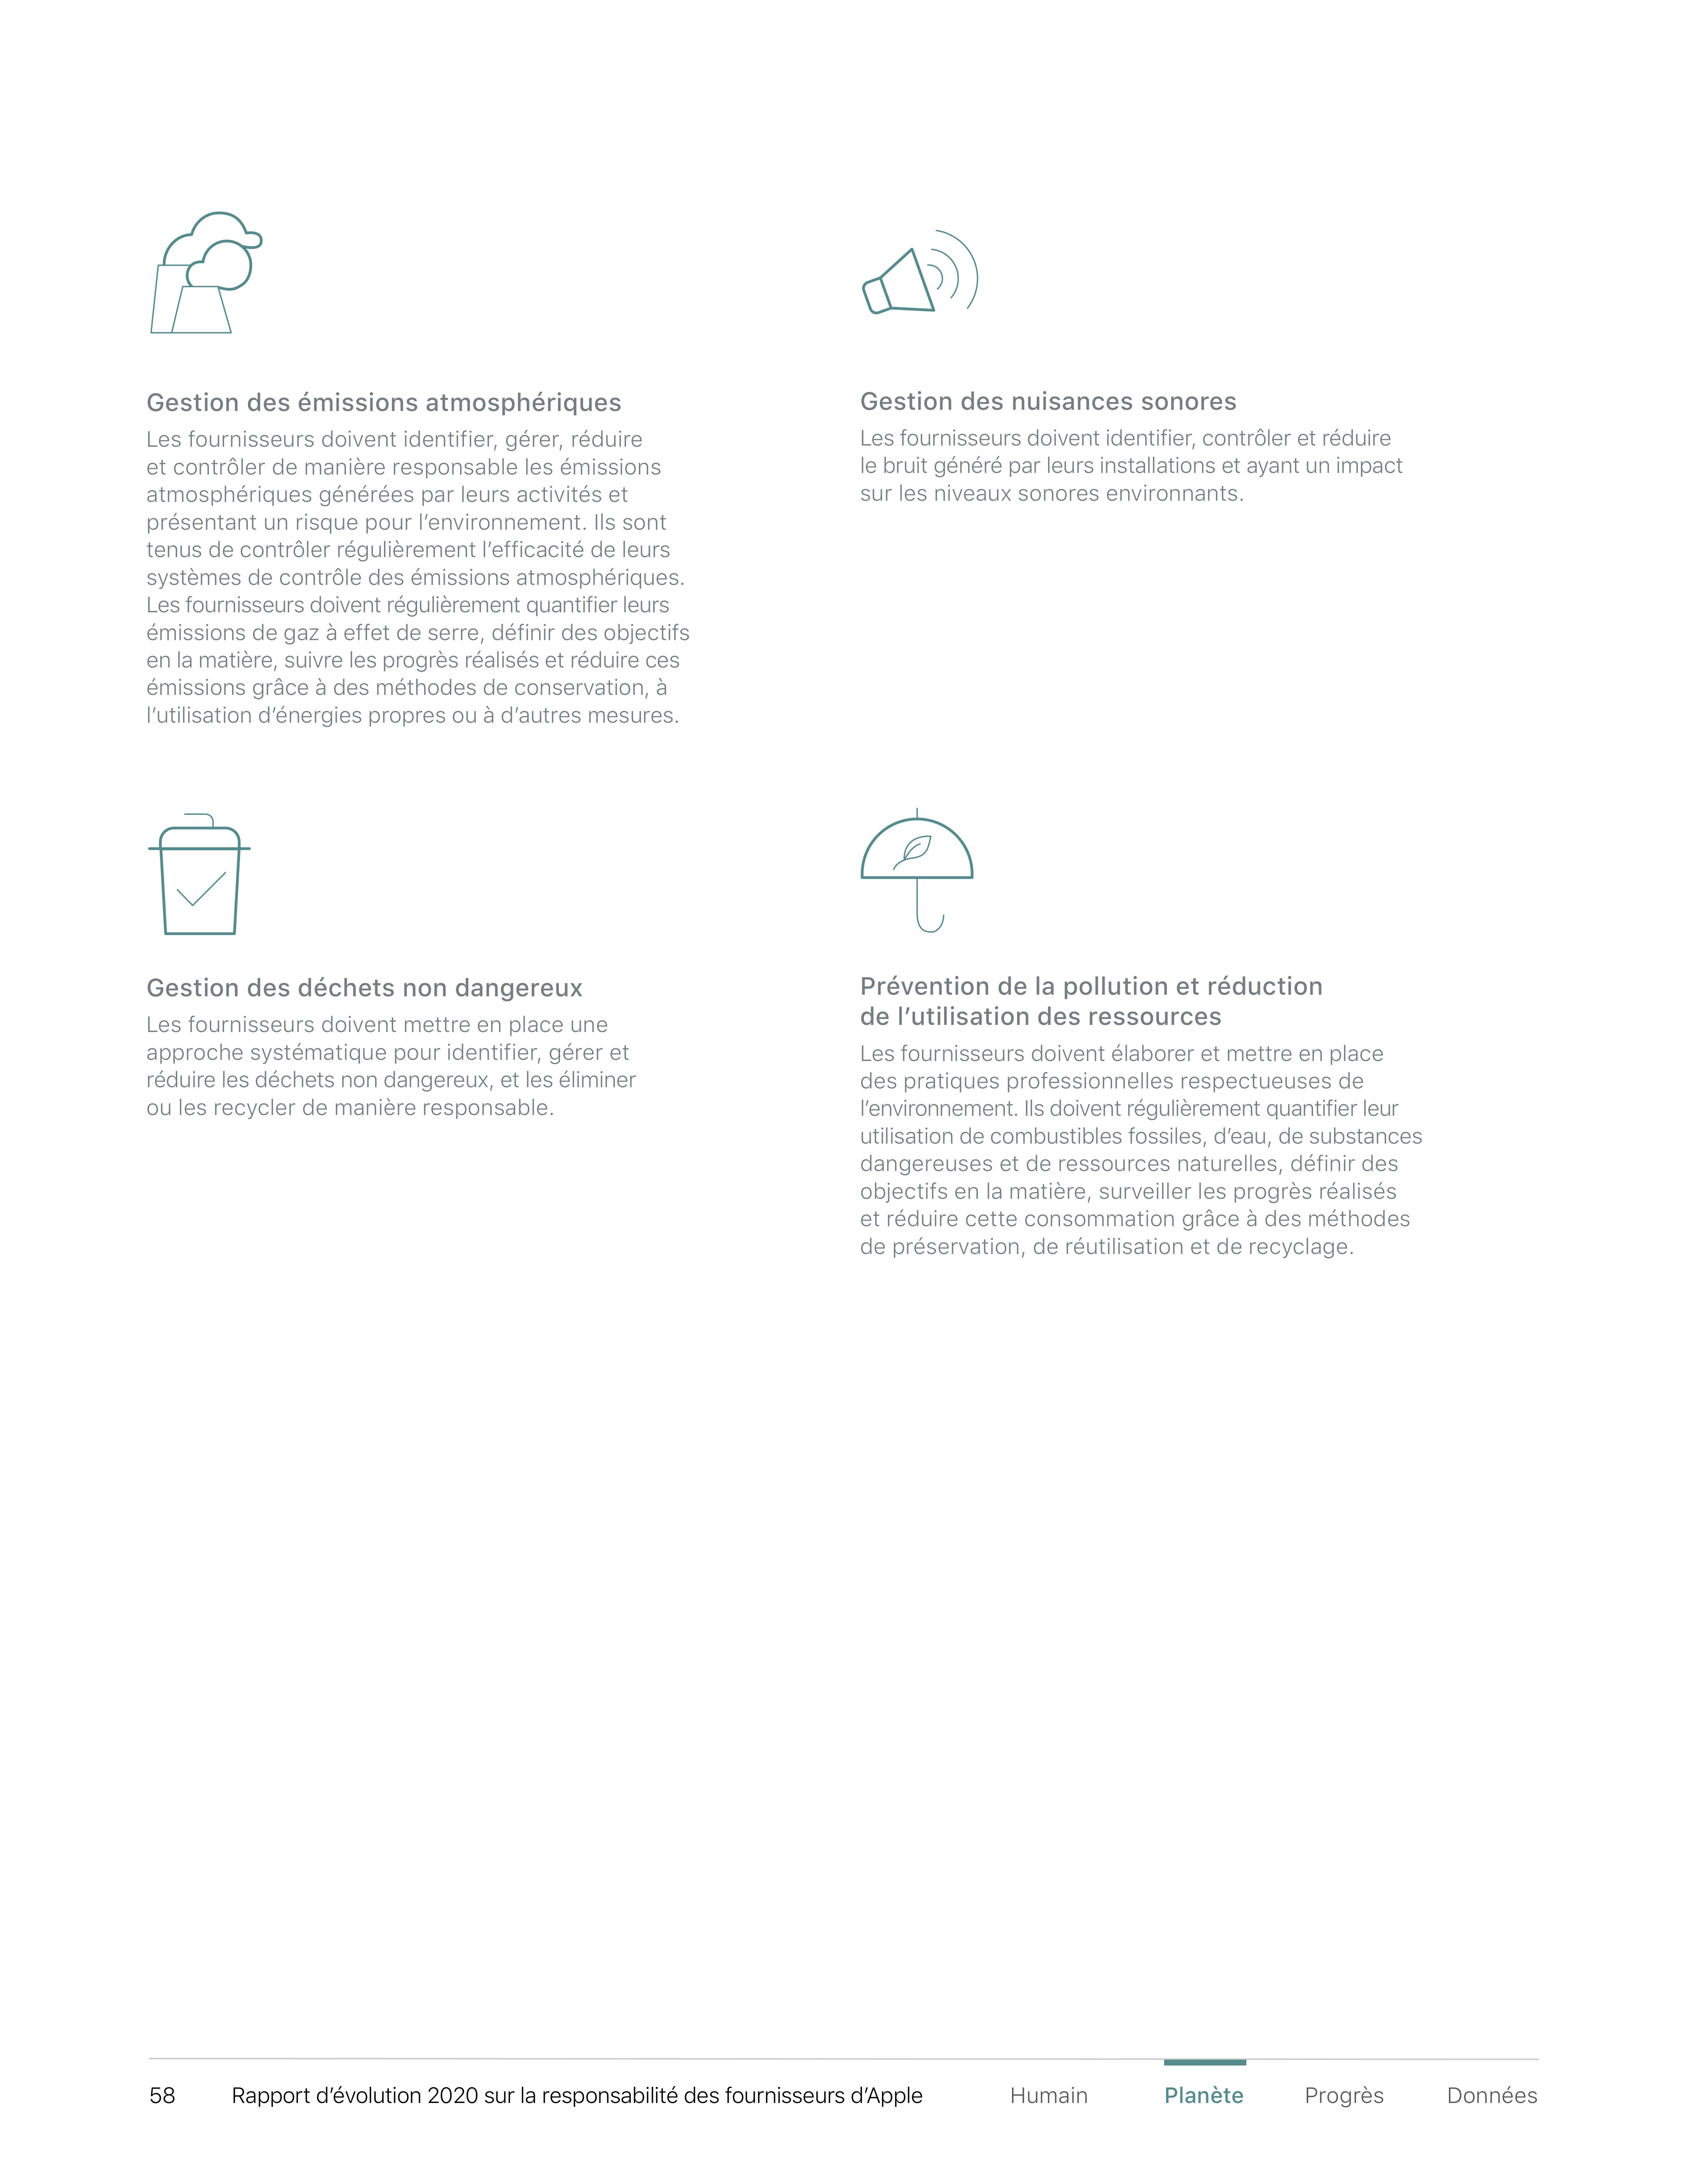 Gestion des émissions atmosphériques
Les fournisseurs doivent identifier, gérer, réduire
et contrôler de manière responsable les émissions
atmosphériques générées par leurs activités et
présentant un risque pour l’environnement. Ils sont
tenus de contrôler régulièrement l’efficacité de leurs
systèmes de contrôle des émissions atmosphériques.
Les fournisseurs doivent régulièrement quantifier leurs
émissions de gaz à effet de serre, définir des objectifs
en la matière, suivre les progrès réalisés et réduire ces
émissions grâce à des méthodes de conservation, à
l’utilisation d’énergies propres ou à d’autres mesures.
Gestion des nuisances sonores
Les fournisseurs doivent identifier, contrôler et réduire
le bruit généré par leurs installations et ayant un impact
sur les niveaux sonores environnants.
Gestion des déchets non dangereux
Les fournisseurs doivent mettre en place une
approche systématique pour identifier, gérer et
réduire les déchets non dangereux, et les éliminer
ou les recycler de manière responsable.
Prévention de la pollution et réduction
de l’utilisation des ressources
Les fournisseurs doivent élaborer et mettre en place
des pratiques professionnelles respectueuses de
l’environnement. Ils doivent régulièrement quantifier leur
utilisation de combustibles fossiles, d’eau, de substances
dangereuses et de ressources naturelles, définir des
objectifs en la matière, surveiller les progrès réalisés
et réduire cette consommation grâce à des méthodes
de préservation, de réutilisation et de recyclage.
58 Rapport d’évolution 2020 sur la responsabilité des fournisseurs d’Apple Humain Planète Progrès Données